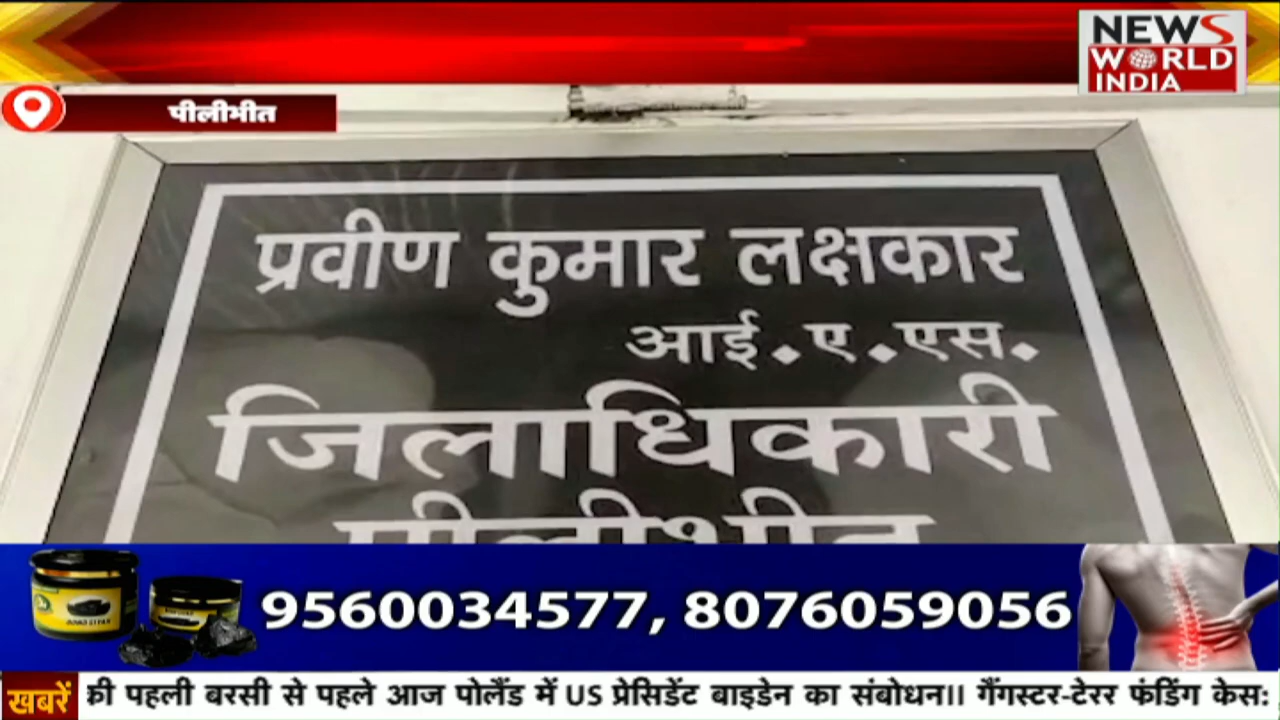 NEWS
WORLD
INDIA
पीलीभीत
प्रवीण कुमार लक्षकार
आई.ए.एस.
जिलाधिकारी
पीलीभीत
9560034577, 8076059056
खबरें
की पहली बरसी से पहले आज पोलैंड में US प्रेसिडेंट बाइडेन का संबोधन।। गैंगस्टर-टेरर फंडिंग केस: